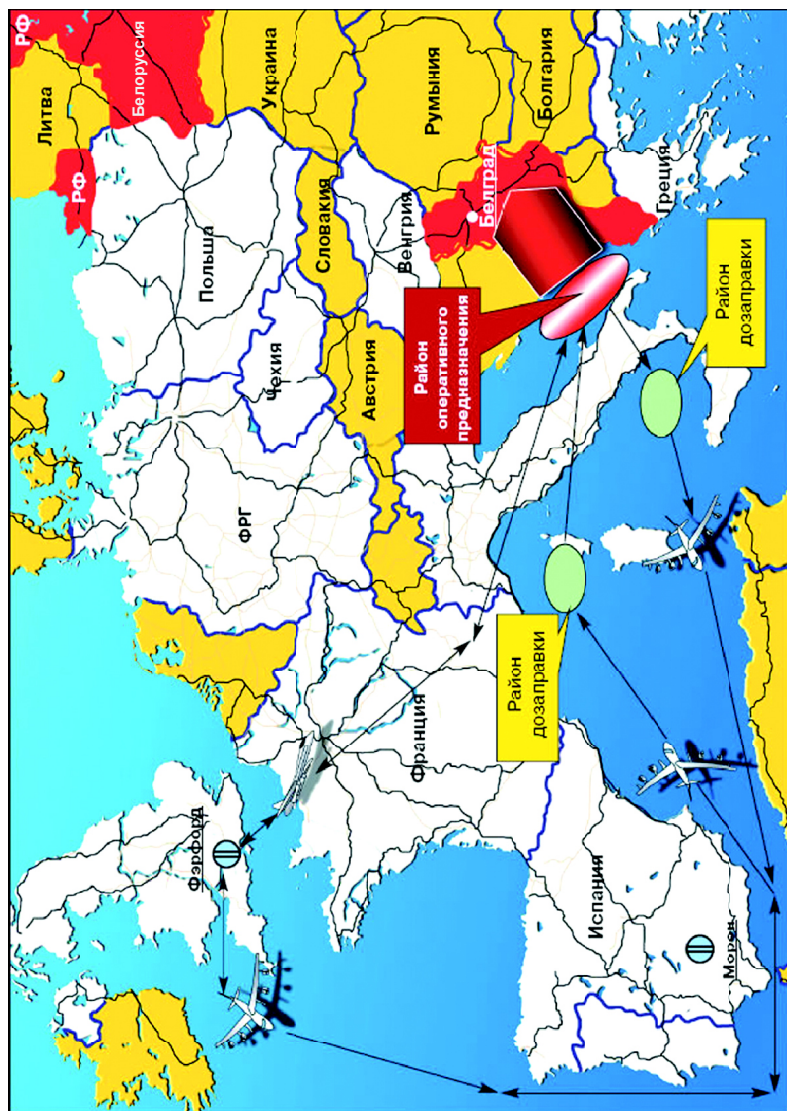 РФ
Литва
Белоруссия
РФ
Украина
Польша
Словакия
Румыния
Болгария
Белград
Венгрия
Греция
Чехия
Австрия
ФРГ
Район
оперативного
предназначения
Район
дозаправки
Район
дозаправки
Франция
Фэрфорд
Испания
Морон